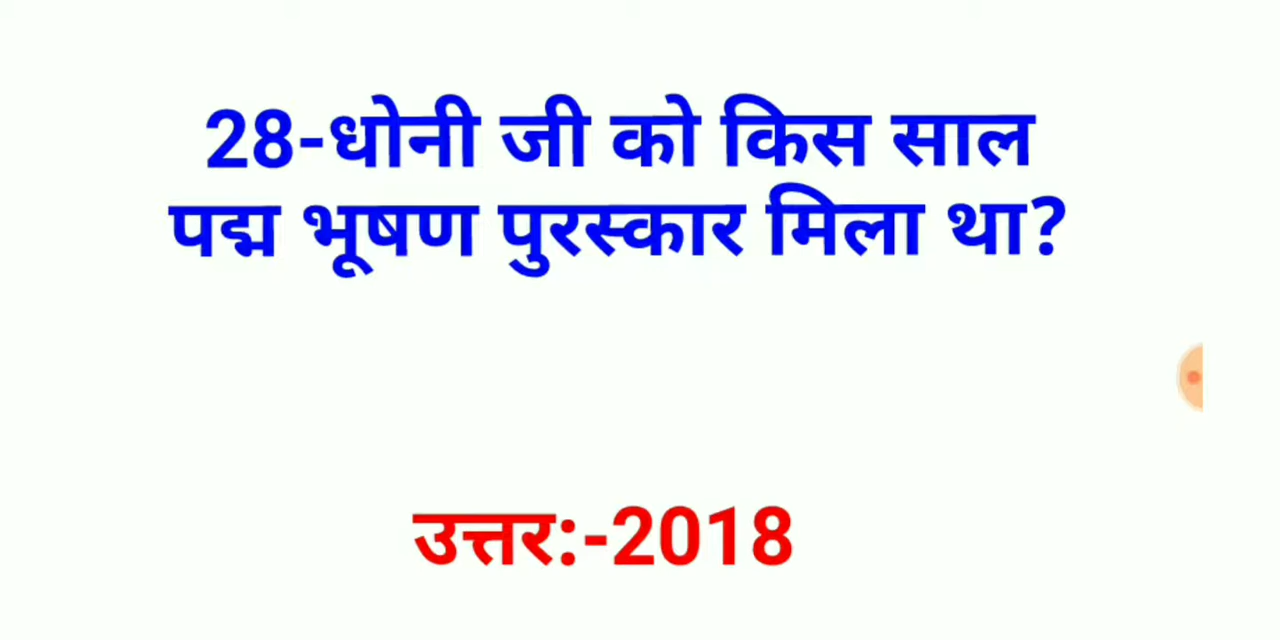 28-धोनी जी को किस साल
पद्म भूषण पुरस्कार मिला था?
उत्तर:-2018